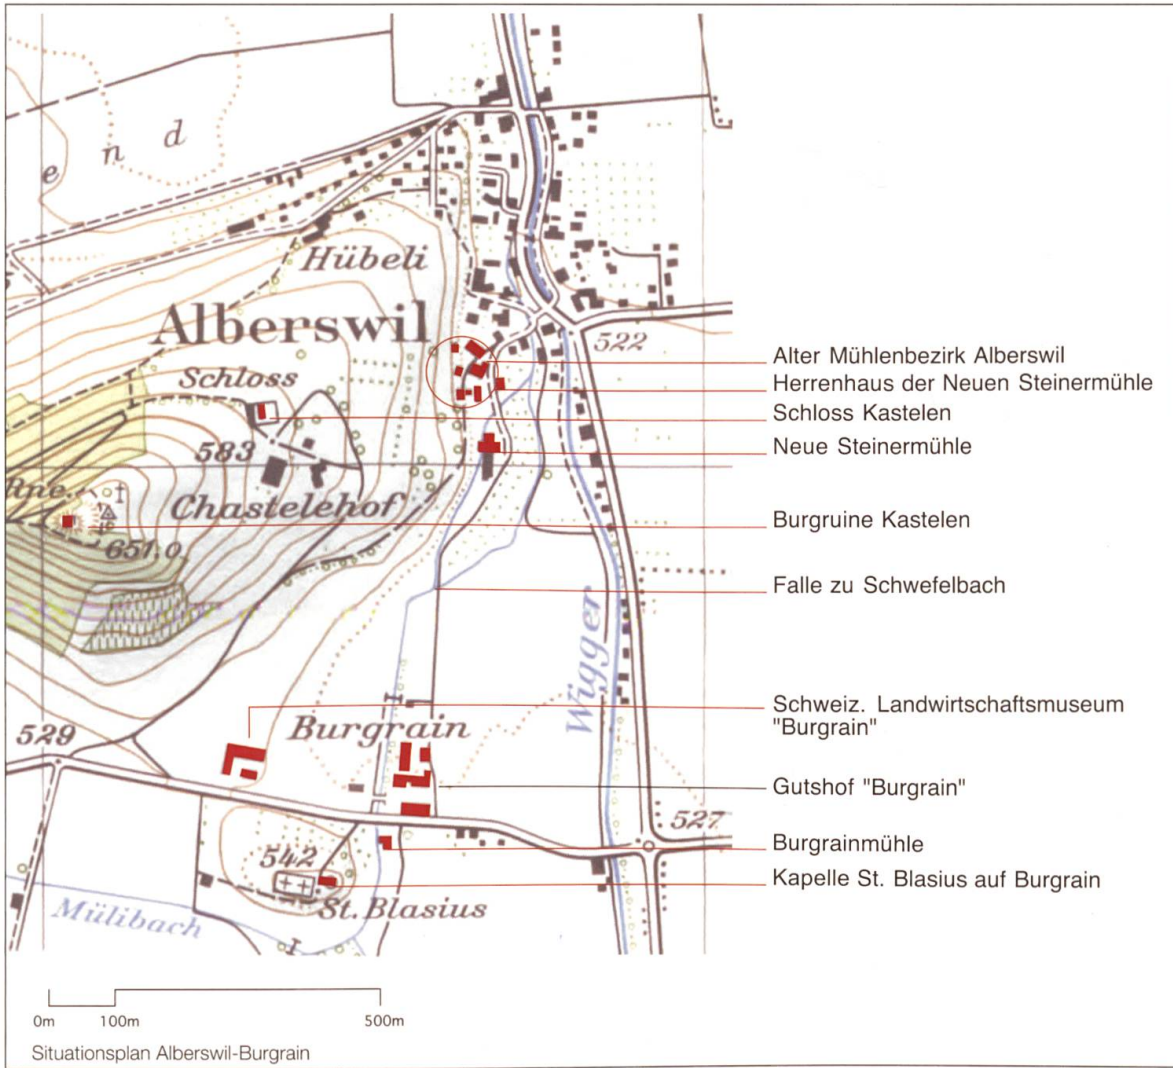 e n d
Hübeli
Alberswil
522
Schloss
583
Rne.
Chastelehof
651,0
Wigger
Burgrain
529
527
542
St. Blasius
Mülibach
Alter Mühlenbezirk Alberswil
Herrenhaus der Neuen Steinermühle
Schloss Kastelen
Neue Steinermühle
Burgruine Kastelen
Falle zu Schwefelbach
Schweiz. Landwirtschaftsmuseum
"Burgrain"
Gutshof "Burgrain"
Burgrainmühle
Kapelle St. Blasius auf Burgrain
0m 100m 500m
Situationsplan Alberswil-Burgrain